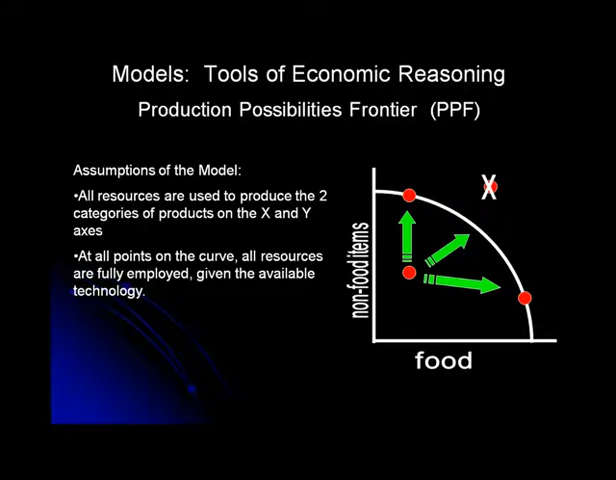 Models:  Tools of Economic Reasoning
Production Possibilities Frontier  (PPF)
Assumptions of the Model:
•All resources are used to produce the 2
categories of products on the X and Y
axes
•At all points on the curve, all resources
are fully employed, given the available
technology.
X
non-food items
food